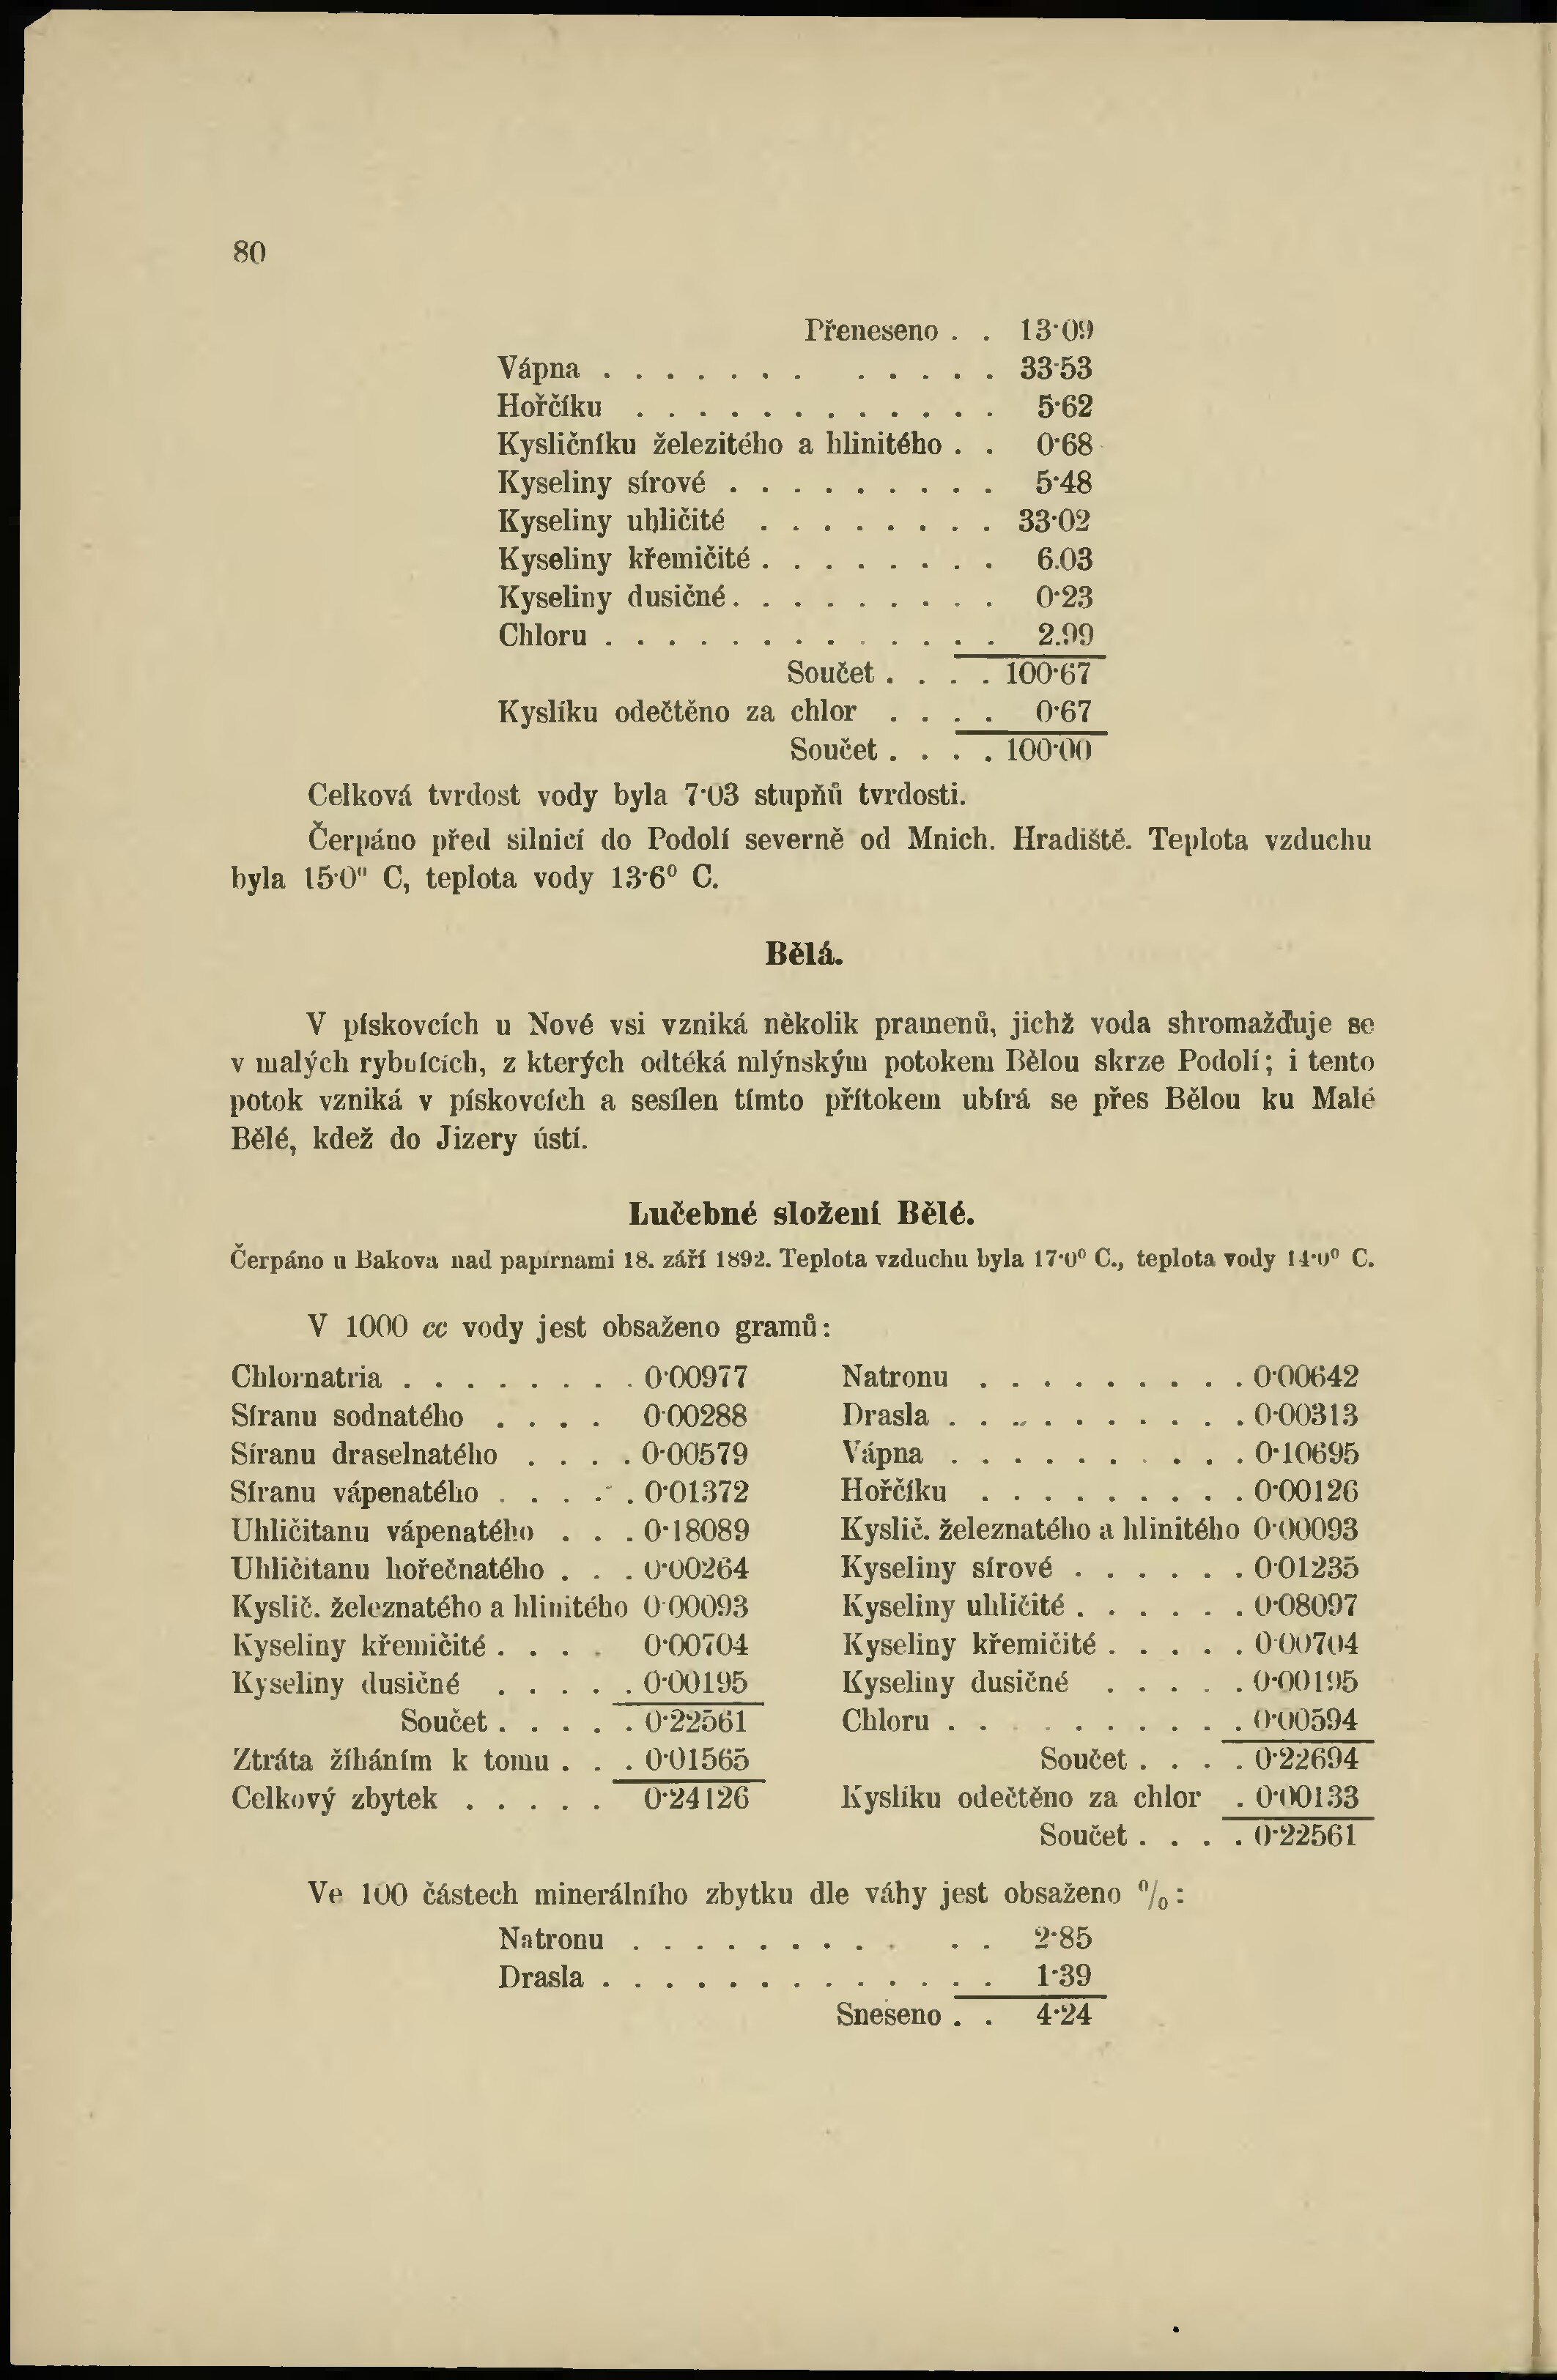 80
Přeneseno . . 13·09
Vápna . . . . . . . . . . . . 33·53
Hořčíku . . . . . . . . . . . . 5·62
Kysličníku železitého a hlinitého . . 0·68
Kyseliny sírové . . . . . . . . . 5·48
Kyseliny uhličité . . . . . . . . 33·02
Kyseliny křemičité . . . . . . . . 6.03
Kyseliny dusičné . . . . . . . . . 0·23
Chloru . . . . . . . . . . . . . 2.99
Součet . . . . 100·67
Kyslíku odečtěno za chlor . . . . 0·67
Součet . . . . 100·00
Celková tvrdost vody byla 7·03 stupňů tvrdosti.
Čerpáno před silnicí do Podolí severně od Mnich. Hradiště. Teplota vzduchu
byla 15·0° C, teplota vody 13·6° C.
Bělá.
V pískovcích u Nové vsi vzniká několik pramenů, jichž voda shromažďuje se
v malých rybnících, z kterých odtéká mlýnským potokem Bělou skrze Podolí; i tento
potok vzniká v pískovcích a sesílen tímto přítokem ubírá se přes Bělou ku Malé
Bělé, kdež do Jizery ústí.
Lučebné složení Bělé.
Čerpáno u Bakova nad papírnami 18. září 1892. Teplota vzduchu byla 17·0° C., teplota vody 14·0° C.
V 1000 cc vody jest obsaženo gramů:
Chlornatria . . . . . . . . 0·00977
Síranu sodnatého . . . . 0·00288
Síranu draselnatého . . . . 0·00579
Síranu vápenatého . . . . . 0·01372
Uhličitanu vápenatého . . . 0·18089
Uhličitanu hořečnatého . . . 0·00264
Kyslič. železnatého a hlinitého 0·00093
Kyseliny křemičité . . . . 0·00704
Kyseliny dusičné . . . . . 0·00195
Součet . . . . . 0·22561
Ztráta žíháním k tomu . . . 0·01565
Celkový zbytek . . . . . 0·24126
Natronu . . . . . . . . . 0·00642
Drasla . . . . . . . . . . 0·00313
Vápna . . . . . . . . . . 0·10695
Hořčíku . . . . . . . . . 0·00126
Kyslič. železnatého a hlinitého 0·00093
Kyseliny sírové . . . . . . 0·01235
Kyseliny uhličité . . . . . . 0·08097
Kyseliny křemičité . . . . . 0·00704
Kyseliny dusičné . . . . . 0·00195
Chloru . . . . . . . . . 0·00594
Součet . . . . 0·22694
Kyslíku odečtěno za chlor . 0·00133
Součet . . . . 0·22561
Ve 100 částech minerálního zbytku dle váhy jest obsaženo %:
Natronu . . . . . . . . . . . 2·85
Drasla . . . . . . . . . . . . . 1·39
Sneseno . . 4·24